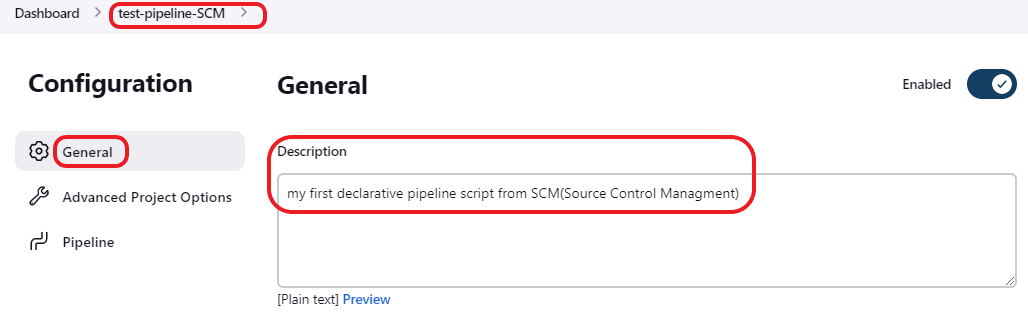 Dashboard > test-pipeline-SCM >
Configuration
General
Advanced Project Options
Pipeline
General
Enabled
Description
my first declarative pipeline script from SCM(Source Control Managment)
[Plain text] Preview